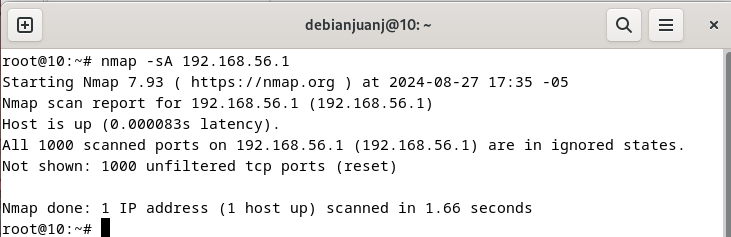 debianjuanj@10: ~
root@10:~# nmap -sA 192.168.56.1
Starting Nmap 7.93 ( https://nmap.org ) at 2024-08-27 17:35 -05
Nmap scan report for 192.168.56.1 (192.168.56.1)
Host is up (0.000083s latency).
All 1000 scanned ports on 192.168.56.1 (192.168.56.1) are in ignored states.
Not shown: 1000 unfiltered tcp ports (reset)

Nmap done: 1 IP address (1 host up) scanned in 1.66 seconds
root@10:~#